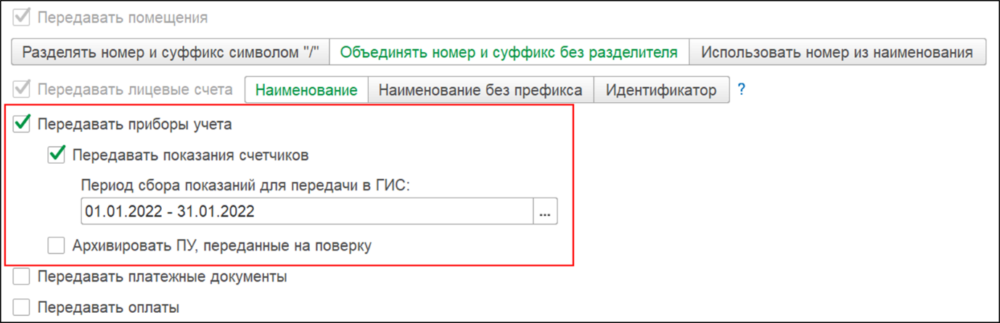 Передавать помещения
Разделять номер и суффикс символом "/" Объединять номер и суффикс без разделителя Использовать номер из наименования
Передавать лицевые счета Наименование Наименование без префикса Идентификатор ?
Передавать приборы учета
Передавать показания счетчиков
Период сбора показаний для передачи в ГИС:
01.01.2022 - 31.01.2022 ...
Архивировать ПУ, переданные на поверку
Передавать платежные документы
Передавать оплаты